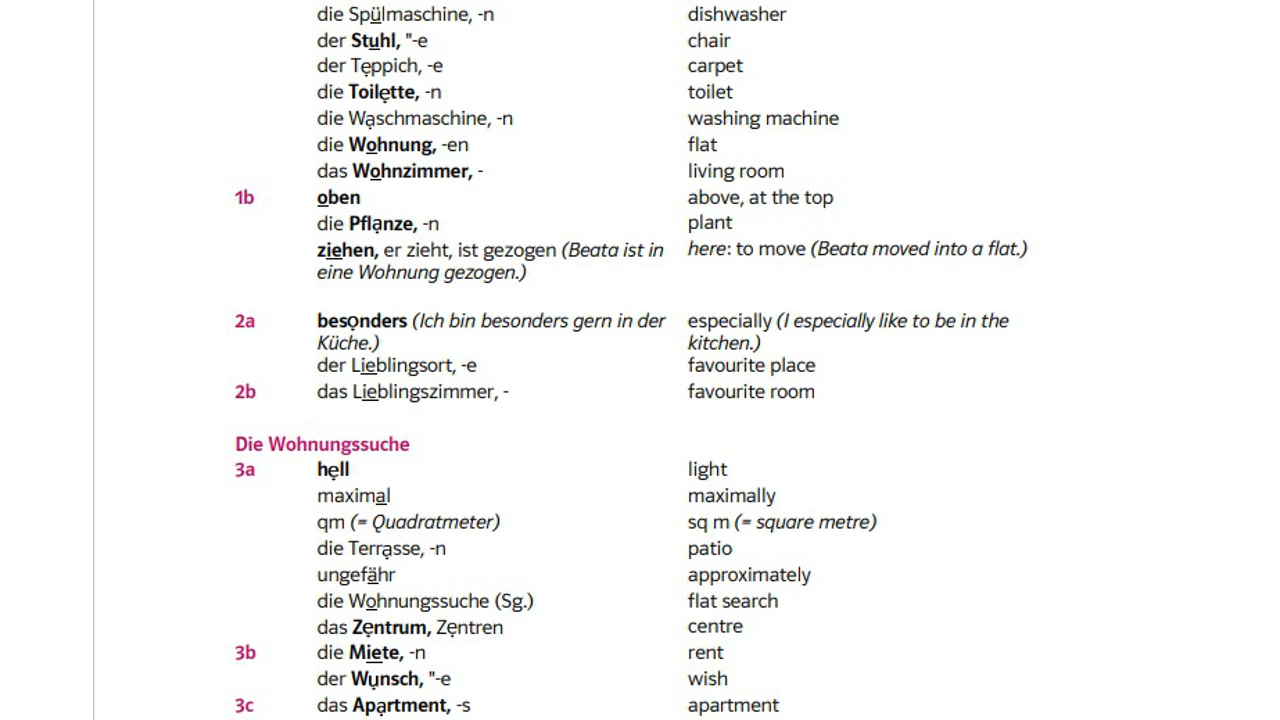 die Spülmaschine, -n dishwasher
der Stuhl, "-e chair
der Teppich, -e carpet
die Toilette, -n toilet
die Waschmaschine, -n washing machine
die Wohnung, -en flat
das Wohnzimmer, - living room
1b oben above, at the top
die Pflanze, -n plant
ziehen, er zieht, ist gezogen (Beata ist in here: to move (Beata moved into a flat.)
eine Wohnung gezogen.)
2a besonders (Ich bin besonders gern in der especially (I especially like to be in the
Küche.) kitchen.)
der Lieblingsort, -e favourite place
2b das Lieblingszimmer, - favourite room
Die Wohnungssuche
3a hell light
maximal maximally
qm (= Quadratmeter) sq m (= square metre)
die Terrasse, -n patio
ungefähr approximately
die Wohnungssuche (Sg.) flat search
das Zentrum, Zentren centre
3b die Miete, -n rent
der Wunsch, "-e wish
3c das Apartment, -s apartment